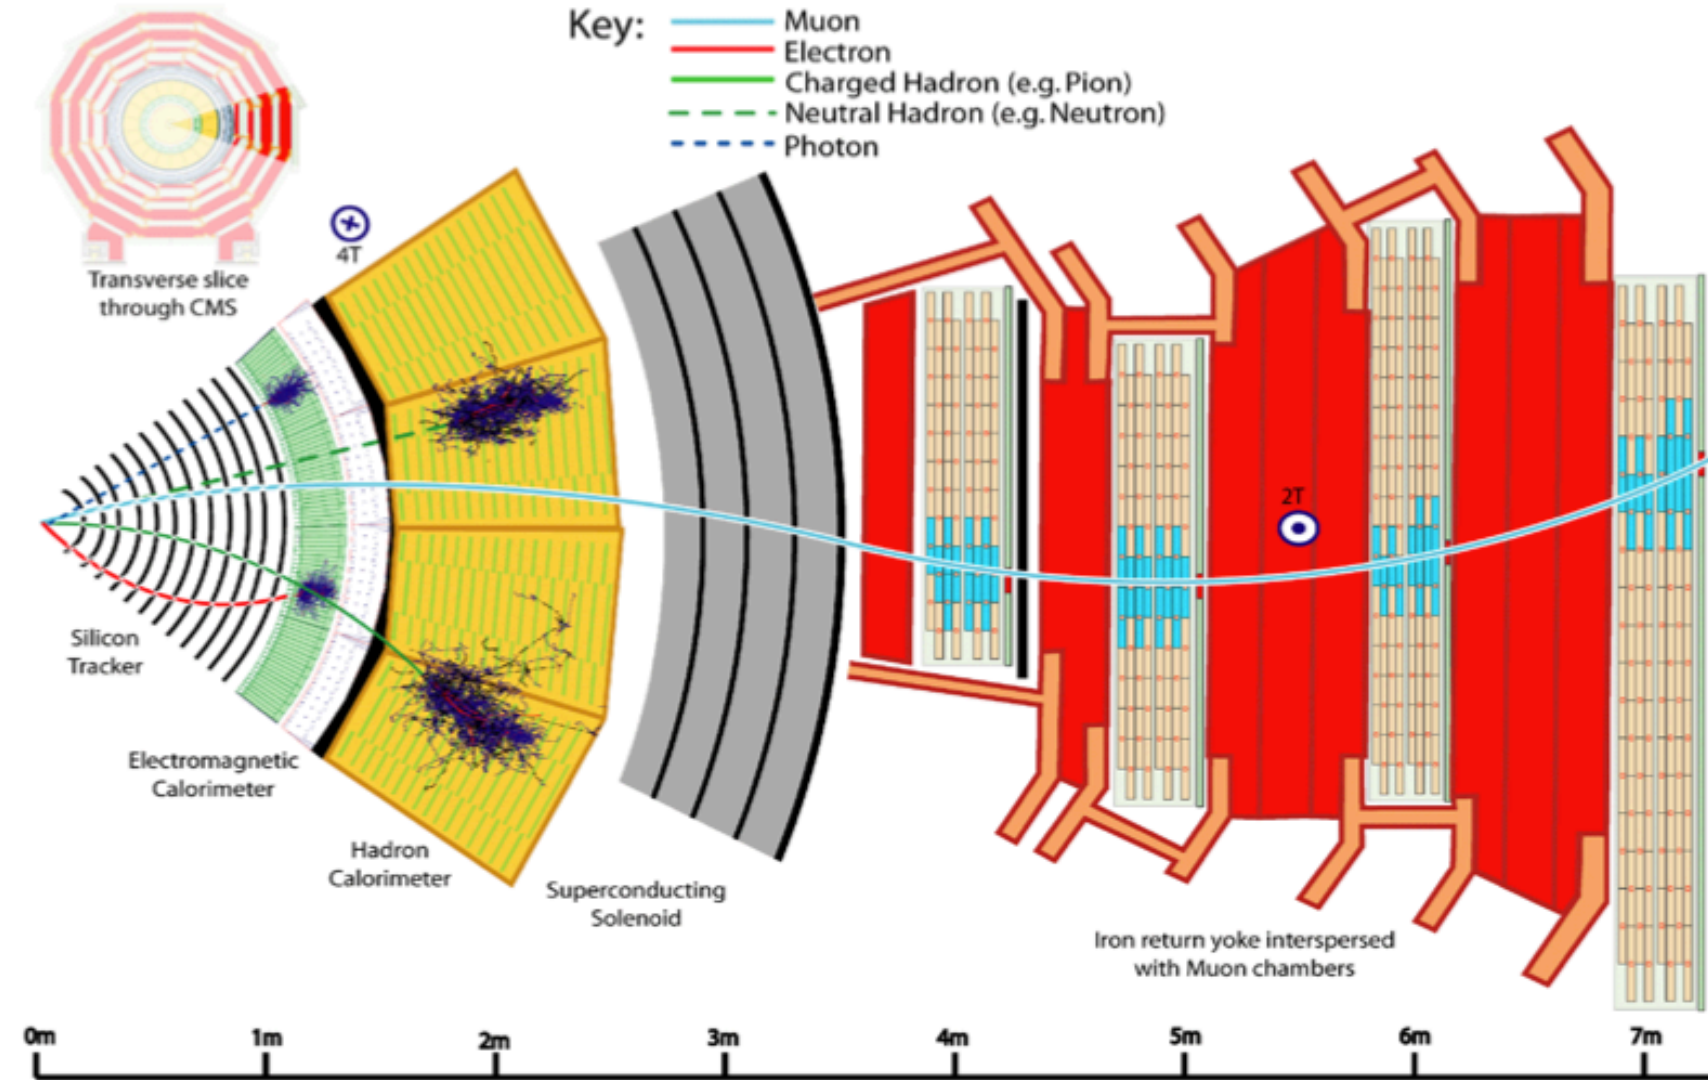 Key:
Muon
Electron
Charged Hadron (e.g. Pion)
Neutral Hadron (e.g. Neutron)
Photon
4T
Transverse slice
through CMS
2T
Silicon
Tracker
Electromagnetic
Calorimeter
Hadron
Calorimeter
Superconducting
Solenoid
Iron return yoke interspersed
with Muon chambers
0m 1m 2m 3m 4m 5m 6m 7m